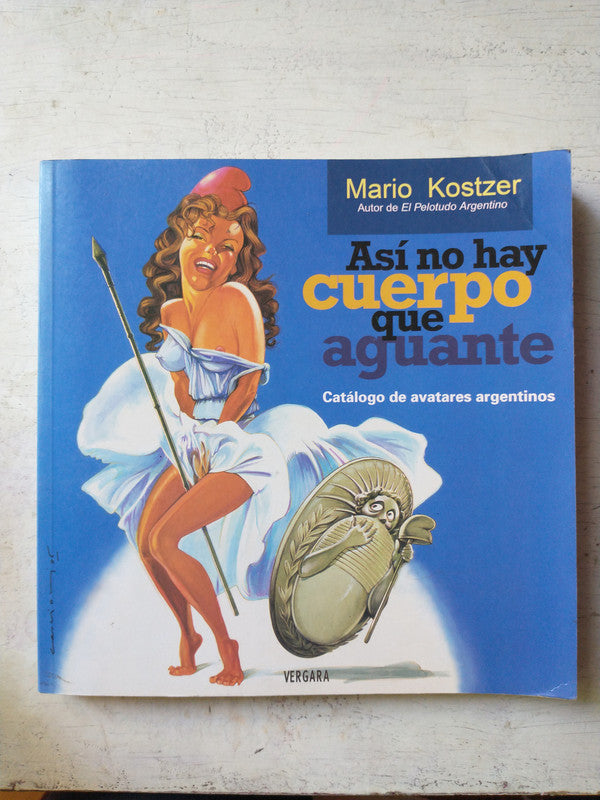 Mario Kostzer
Autor de El Pelotudo Argentino
Así no hay
cuerpo
que
aguante
Catálogo de avatares argentinos
VERGARA